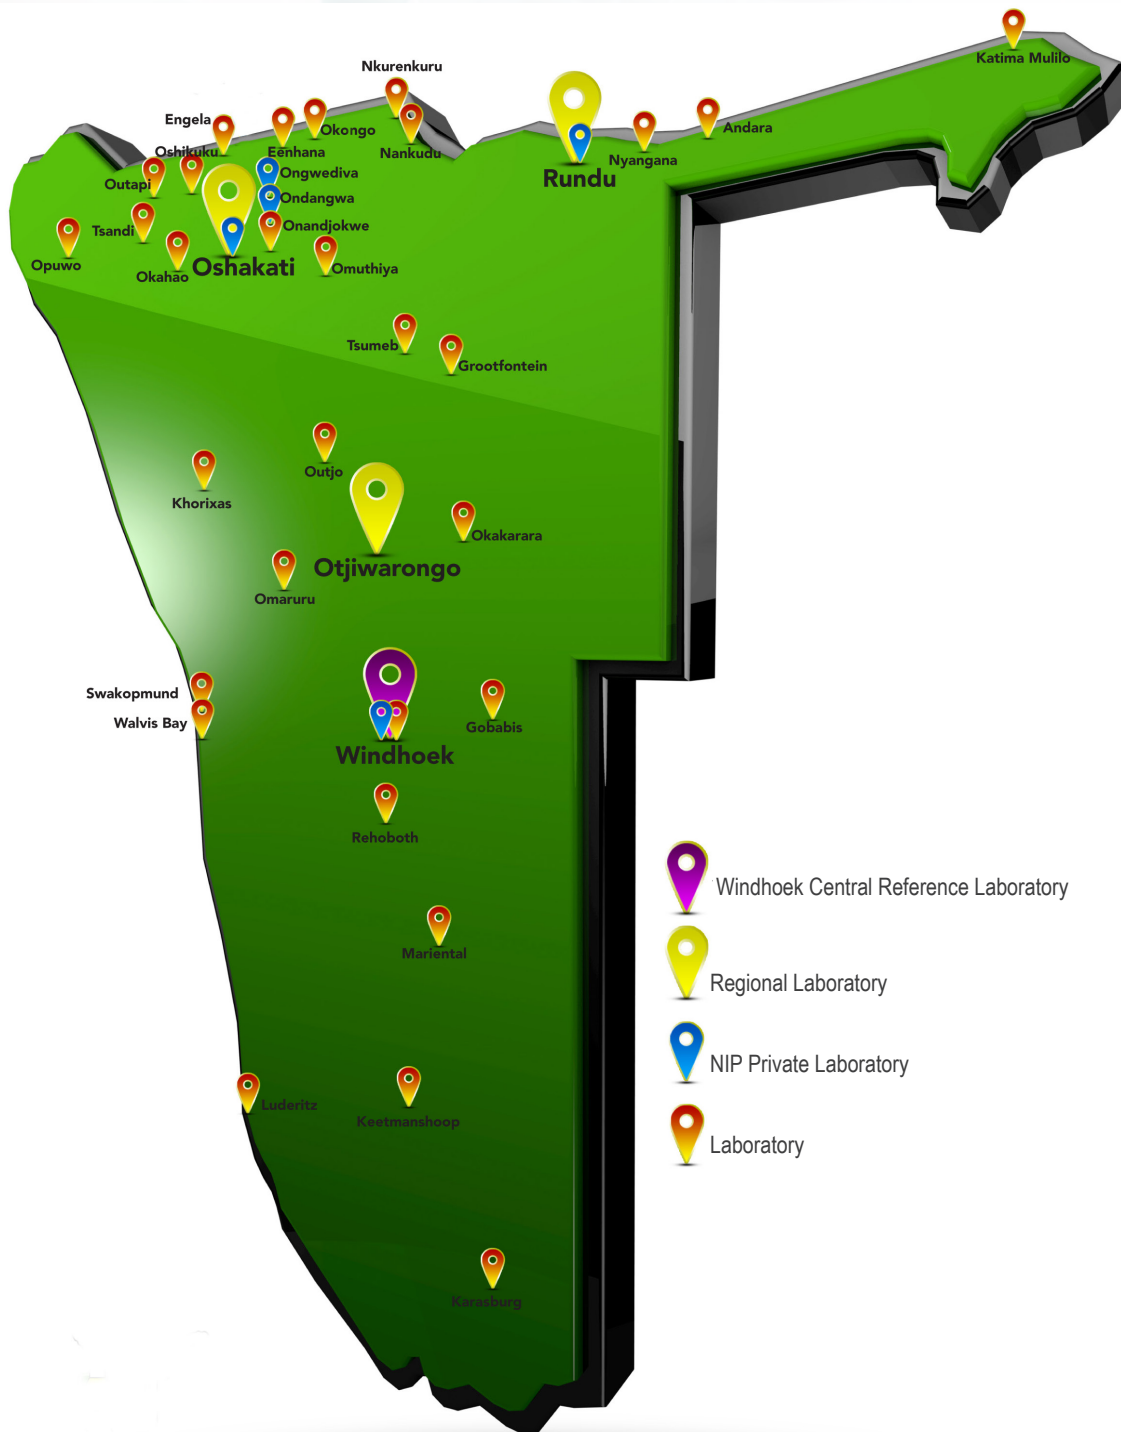 Katima Mulilo
Nkurenkuru
Engela
Okongo
Andara
Eenhana
Nankudu
Nyangana
Oshikuku
Ongwediva
Rundu
Outapi
Ondangwa
Tsandi
Onandjokwe
Opuwo
Okahao
Oshakati
Omuthiya
Tsumeb
Grootfontein
Outjo
Khorixas
Okakarara
Otjiwarongo
Omaruru
Swakopmund
Walvis Bay
Gobabis
Windhoek
Rehoboth
Windhoek Central Reference Laboratory
Mariental
Regional Laboratory
NIP Private Laboratory
Luderitz
Keetmanshoop
Laboratory
Karasburg